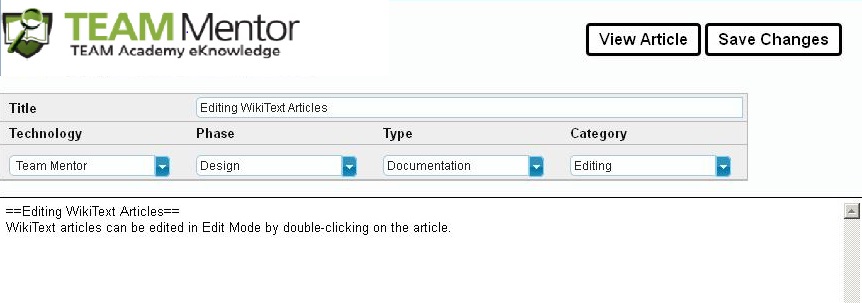 TEAM Mentor
TEAM Academy eKnowledge
View Article Save Changes
Title Editing WikiText Articles
Technology Phase Type Category
Team Mentor Design Documentation Editing
==Editing WikiText Articles==
WikiText articles can be edited in Edit Mode by double-clicking on the article.